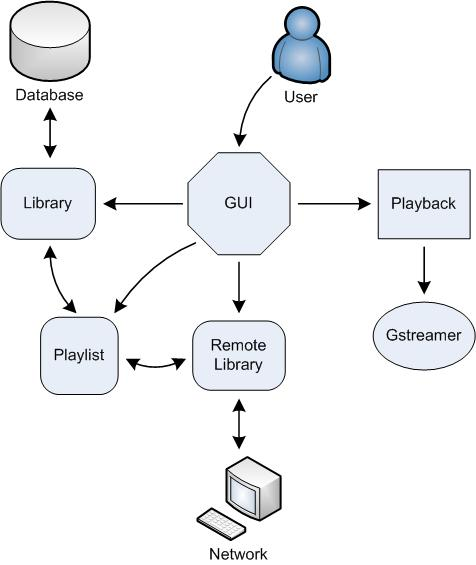 Database
User
Library
GUI
Playback
Gstreamer
Playlist
Remote
Library
Network